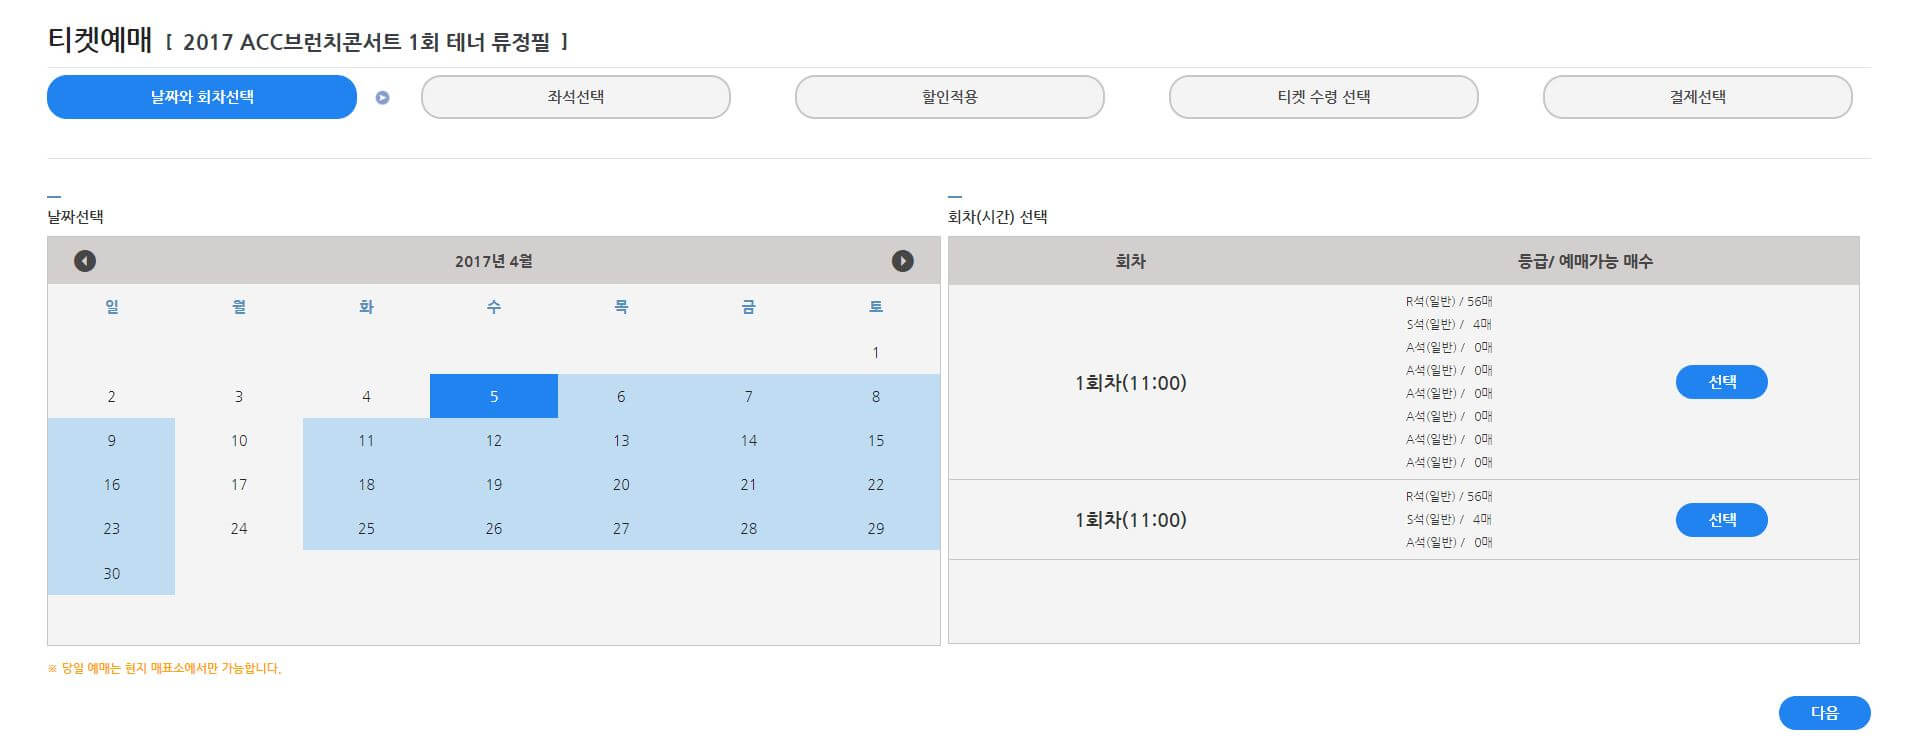 티켓예매 [ 2017 ACC브런치콘서트 1회 테너 류정필 ]
날짜와 회차선택 좌석선택 할인적용 티켓 수령 선택 결제선택
날짜선택
2017년 4월
일 월 화 수 목 금 토
1
2 3 4 5 6 7 8
9 10 11 12 13 14 15
16 17 18 19 20 21 22
23 24 25 26 27 28 29
30
※ 당일 예매는 현지 매표소에서만 가능합니다.
회차(시간) 선택
회차 등급/ 예매가능 매수
1회차(11:00)
R석(일반) / 56매
S석(일반) / 4매
A석(일반) / 0매
A석(일반) / 0매
A석(일반) / 0매
A석(일반) / 0매
A석(일반) / 0매
A석(일반) / 0매
선택
1회차(11:00)
R석(일반) / 56매
S석(일반) / 4매
A석(일반) / 0매
선택
다음